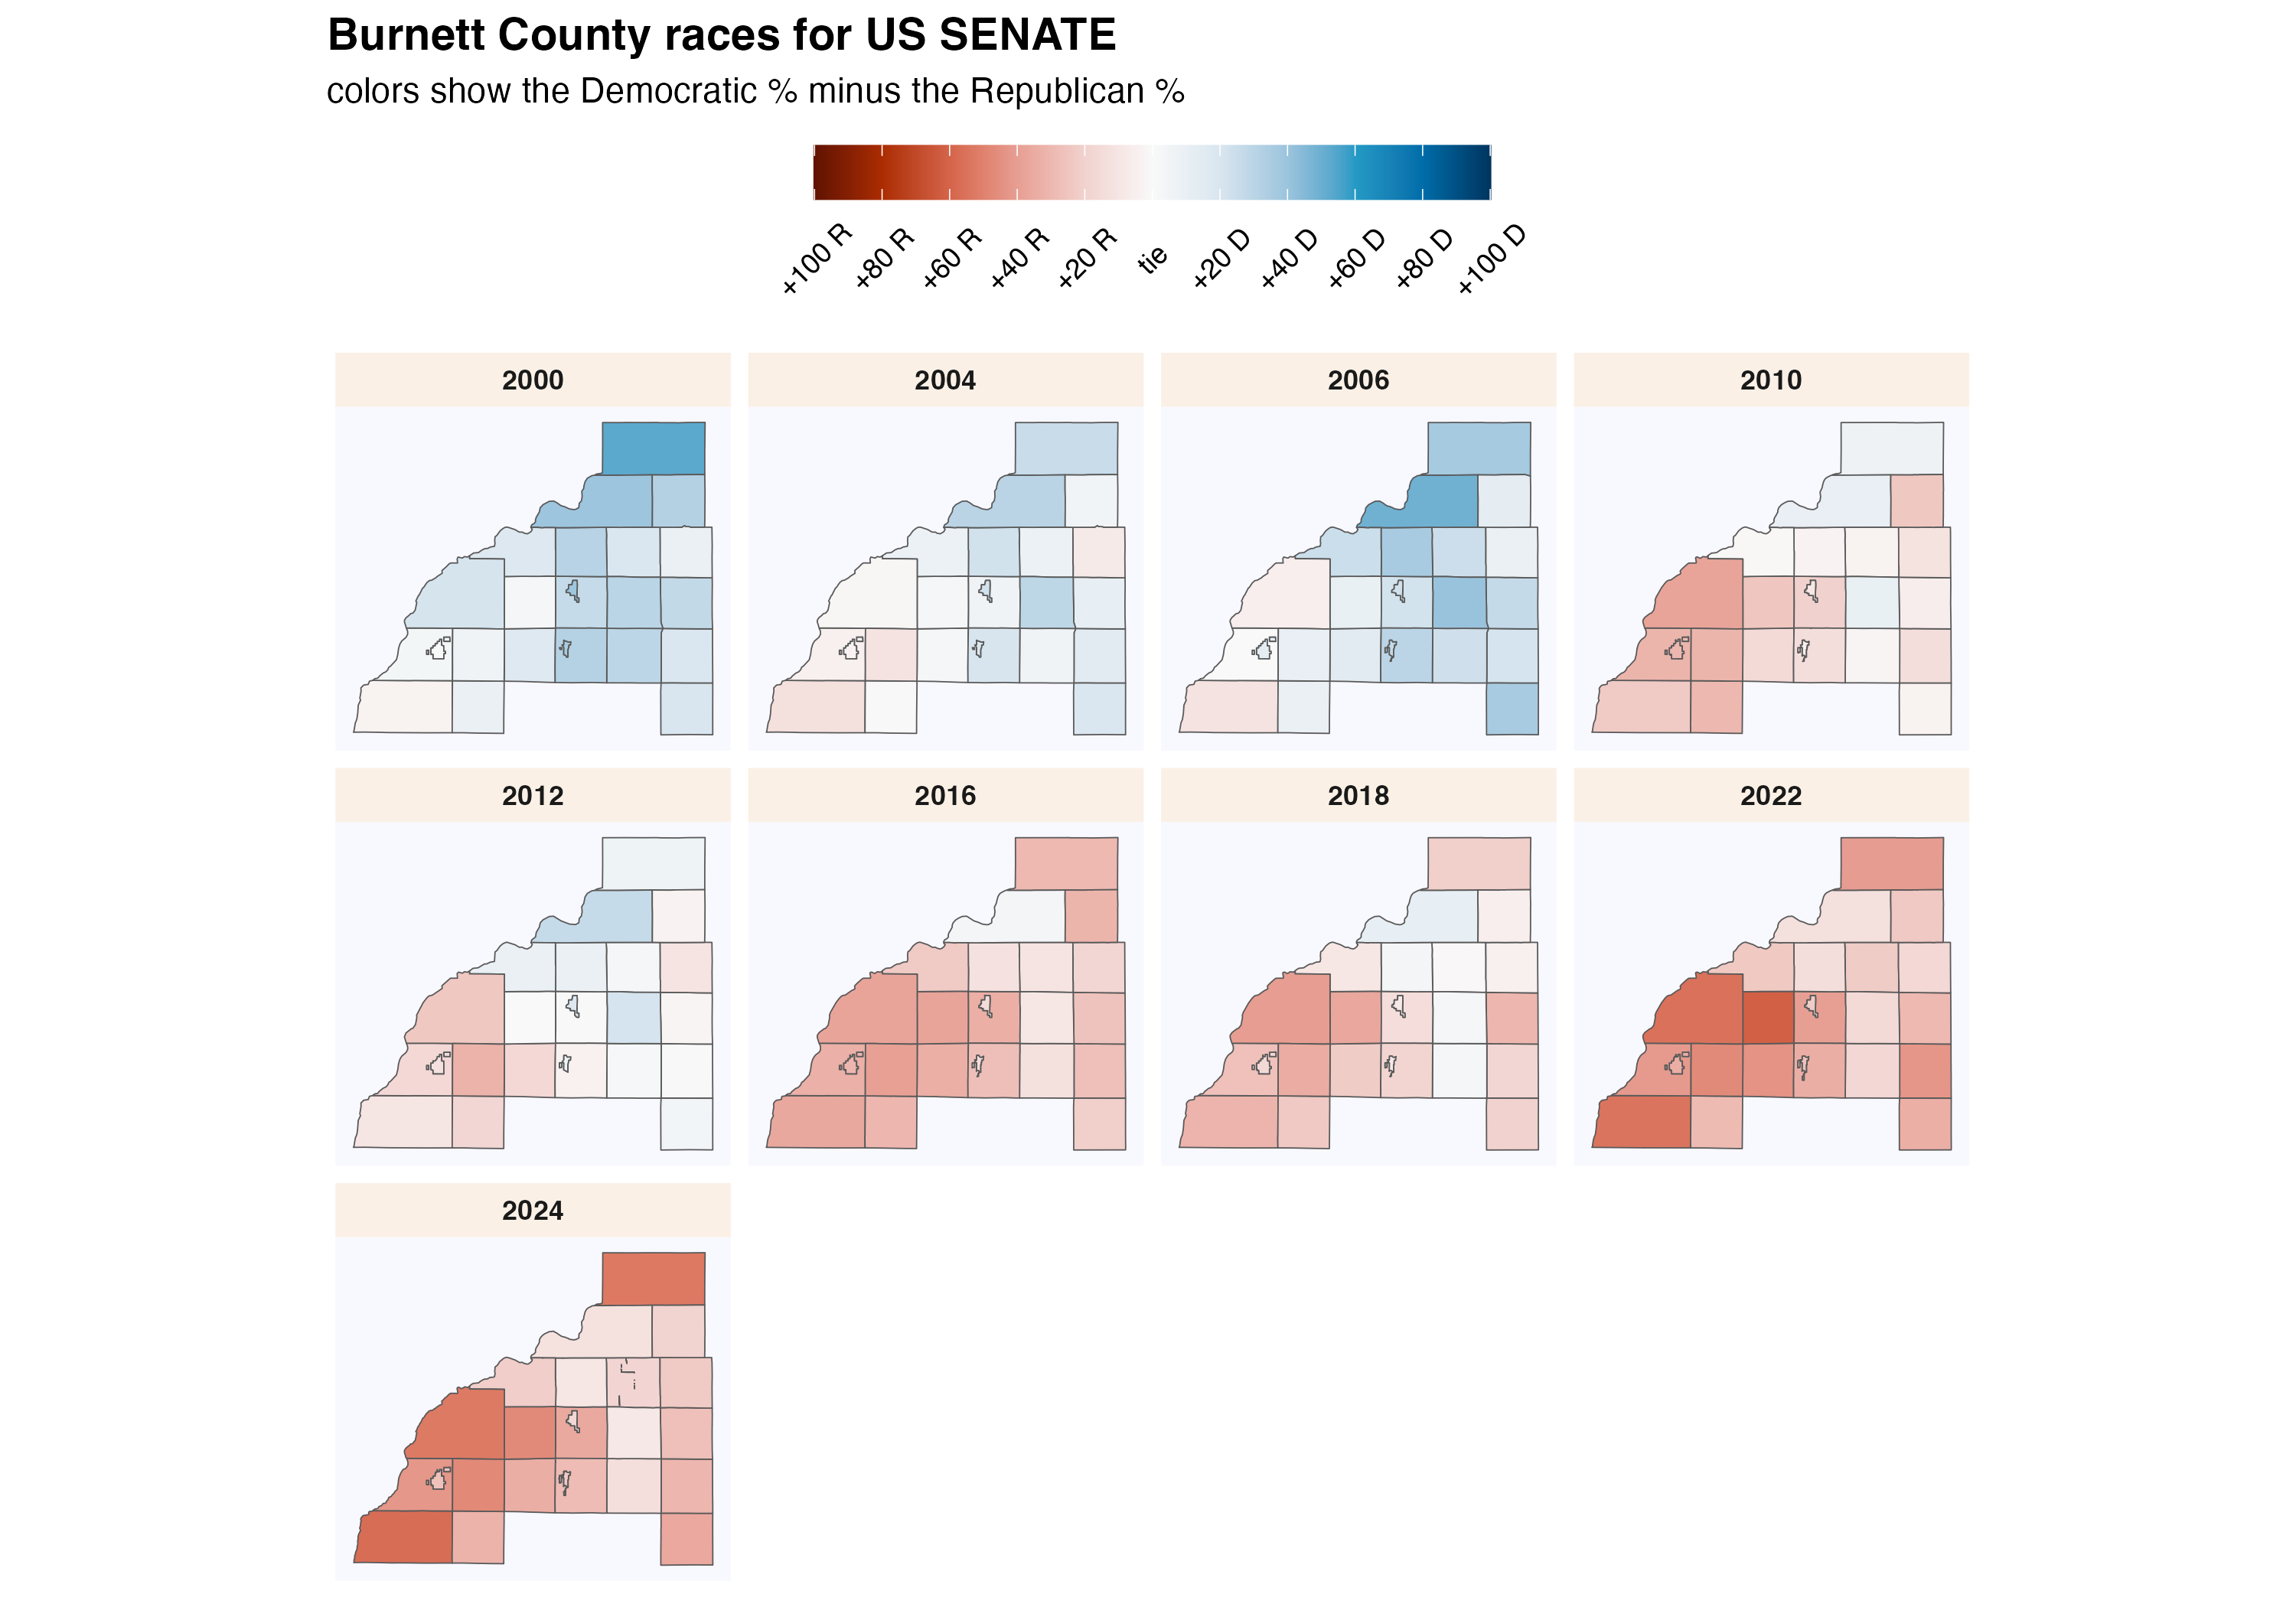 Burnett County races for US SENATE
colors show the Democratic % minus the Republican %
+100 R
+80 R
+60 R
+40 R
+20 R
tie
+20 D
+40 D
+60 D
+80 D
+100 D
2000
2004
2006
2010
2012
2016
2018
2022
2024